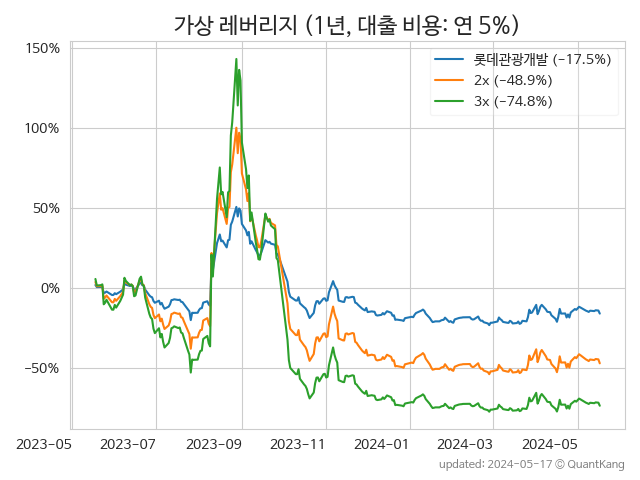 가상 레버리지 (1년, 대출 비용: 연 5%)
150%
100%
50%
0%
−50%
롯데관광개발 (−17.5%)
2x (−48.9%)
3x (−74.8%)
2023−05 2023−07 2023−09 2023−11 2024−01 2024−03 2024−05
updated: 2024−05−17 © QuantKang